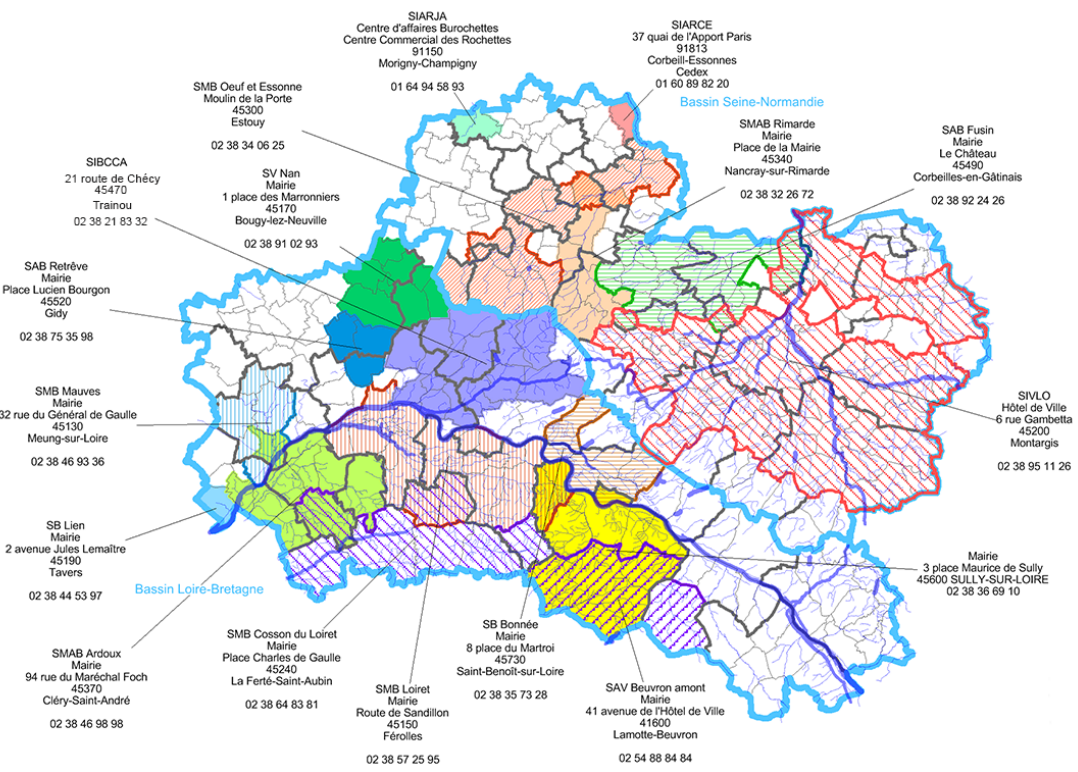 SIARJA
Centre d'affaires Burochettes
Centre Commercial des Rochettes
91150
Morigny-Champigny
01 64 94 58 93
SIARCE
37 quai de l'Apport Paris
91813
Corbeill-Essonnes
Cedex
01 60 89 82 20
Bassin Seine-Normandie
SMB Oeuf et Essonne
Moulin de la Porte
45300
Estouy
02 38 34 06 25
SMAB Rimarde
Mairie
Place de la Mairie
45340
Nancray-sur-Rimarde
02 38 32 26 72
SAB Fusin
Mairie
Le Château
45490
Corbeilles-en-Gâtinais
02 38 92 24 26
SIBCCA
21 route de Chécy
45470
Trainou
02 38 21 83 32
SV Nan
Mairie
1 place des Marronniers
45170
Bougy-lez-Neuville
02 38 91 02 93
SAB Retrêve
Mairie
Place Lucien Bourgon
45520
Gidy
02 38 75 35 98
SMB Mauves
Mairie
32 rue du Général de Gaulle
45130
Meung-sur-Loire
02 38 46 93 36
SIVLO
Hôtel de Ville
6 rue Gambetta
45200
Montargis
02 38 95 11 26
SB Lien
Mairie
2 avenue Jules Lemaître
45190
Tavers
02 38 44 53 97
Bassin Loire-Bretagne
Mairie
3 place Maurice de Sully
45600 SULLY-SUR-LOIRE
02 38 36 69 10
SMAB Ardoux
Mairie
94 rue du Maréchal Foch
45370
Cléry-Saint-André
02 38 46 98 98
SMB Cosson du Loiret
Mairie
Place Charles de Gaulle
45240
La Ferté-Saint-Aubin
02 38 64 83 81
SMB Loiret
Mairie
Route de Sandillon
45150
Férolles
02 38 57 25 95
SB Bonnée
Mairie
8 place du Martroi
45730
Saint-Benoît-sur-Loire
02 38 35 73 28
SAV Beuvron amont
Mairie
41 avenue de l'Hôtel de Ville
41600
Lamotte-Beuvron
02 54 88 84 84